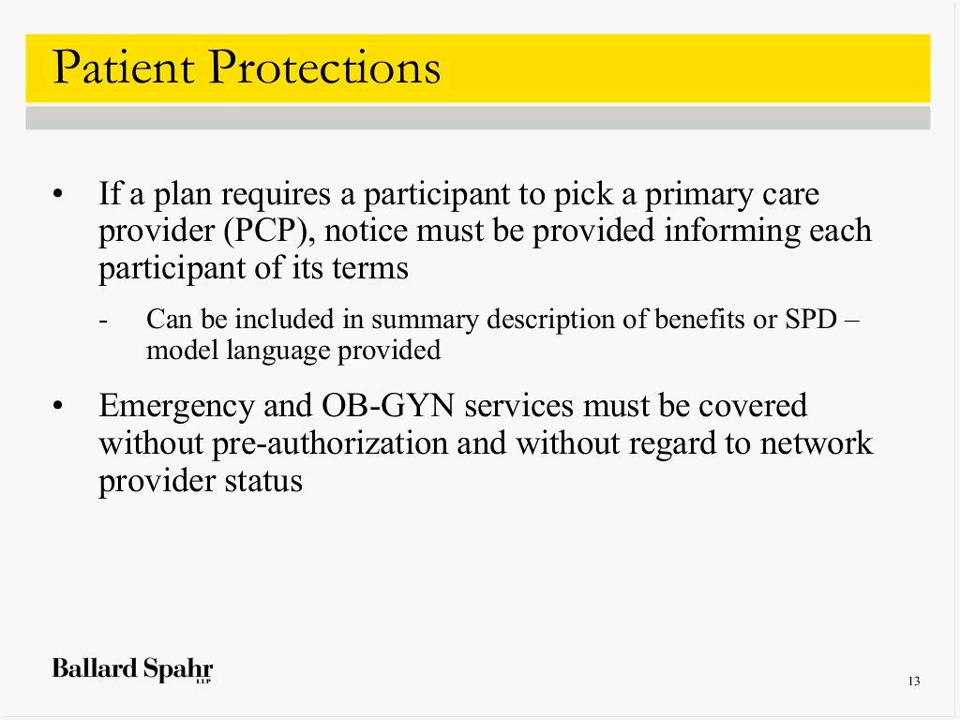 Patient Protections
• If a plan requires a participant to pick a primary care
provider (PCP), notice must be provided informing each
participant of its terms
- Can be included in summary description of benefits or SPD –
model language provided
• Emergency and OB-GYN services must be covered
without pre-authorization and without regard to network
provider status
Ballard Spahr
LLP
13